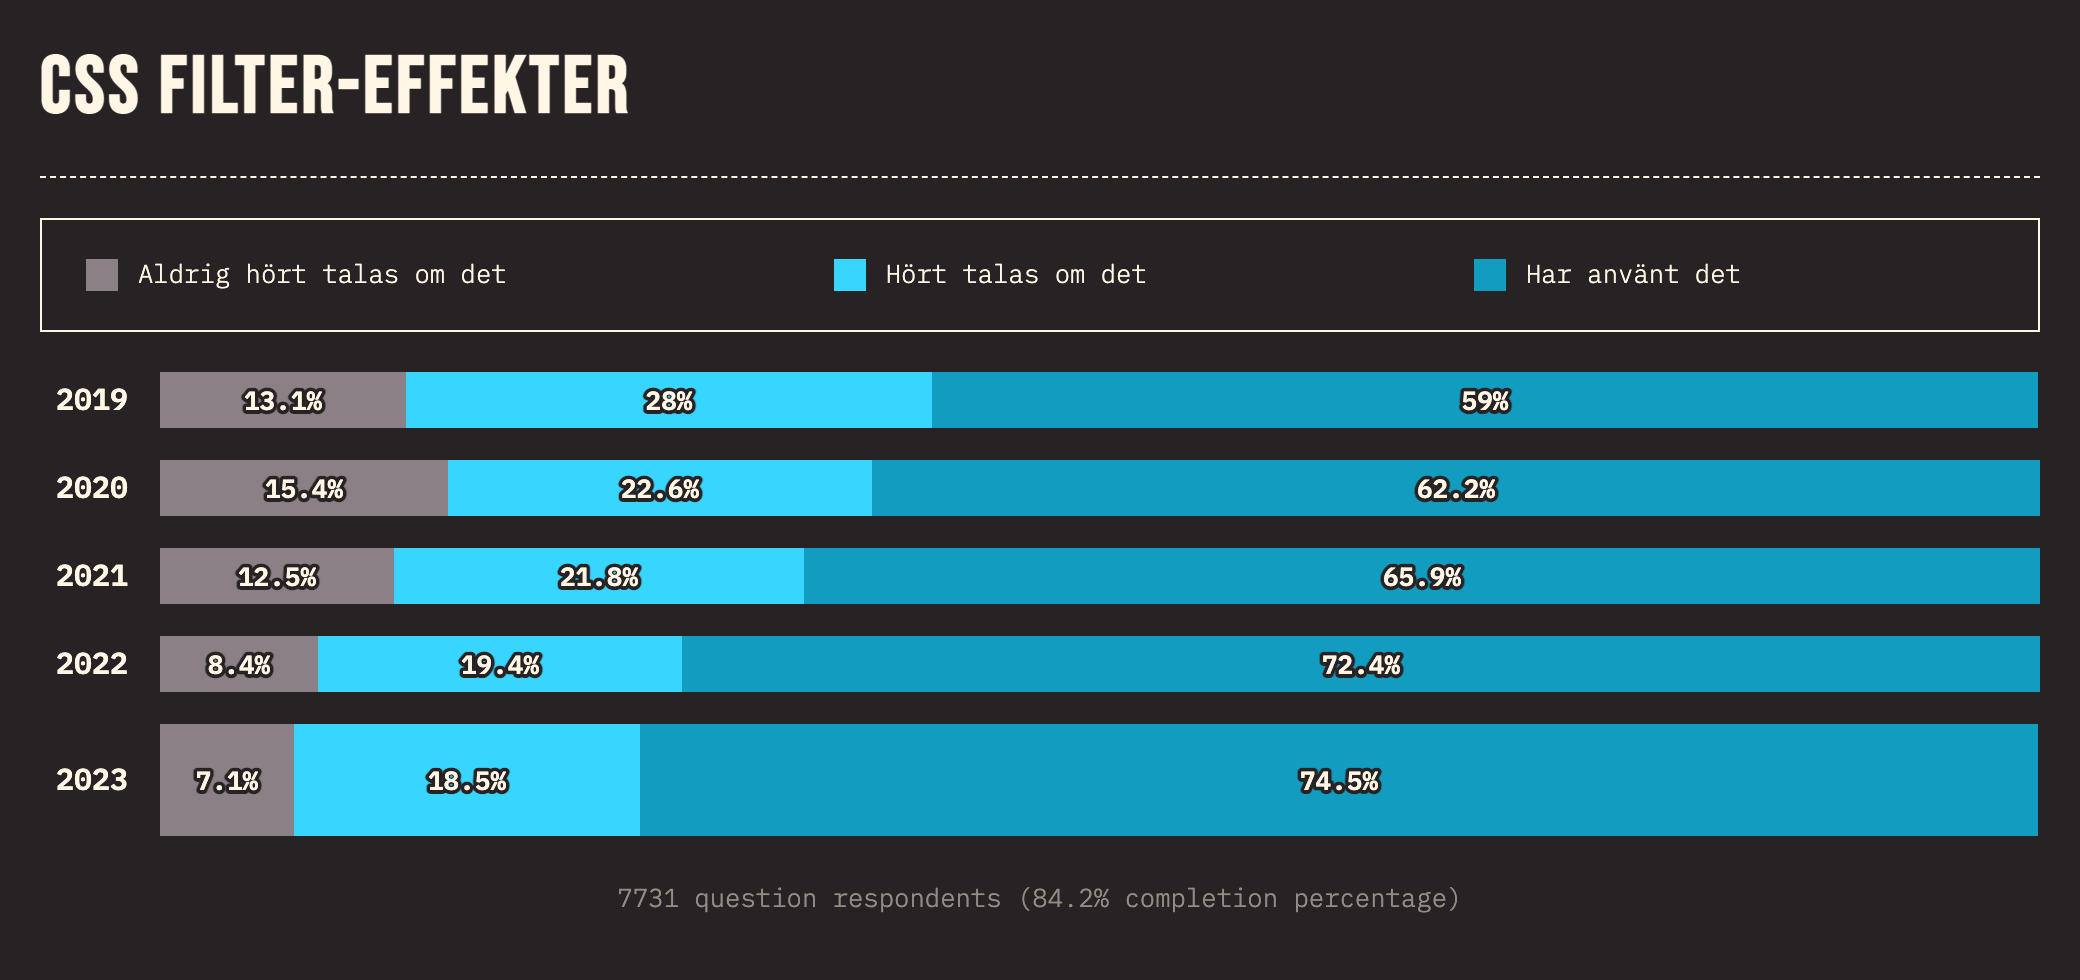 CSS FILTER-EFFEKTER
Aldrig hört talas om det Hört talas om det Har använt det
2019 13.1% 28% 59%
2020 15.4% 22.6% 62.2%
2021 12.5% 21.8% 65.9%
2022 8.4% 19.4% 72.4%
2023 7.1% 18.5% 74.5%
7731 question respondents (84.2% completion percentage)